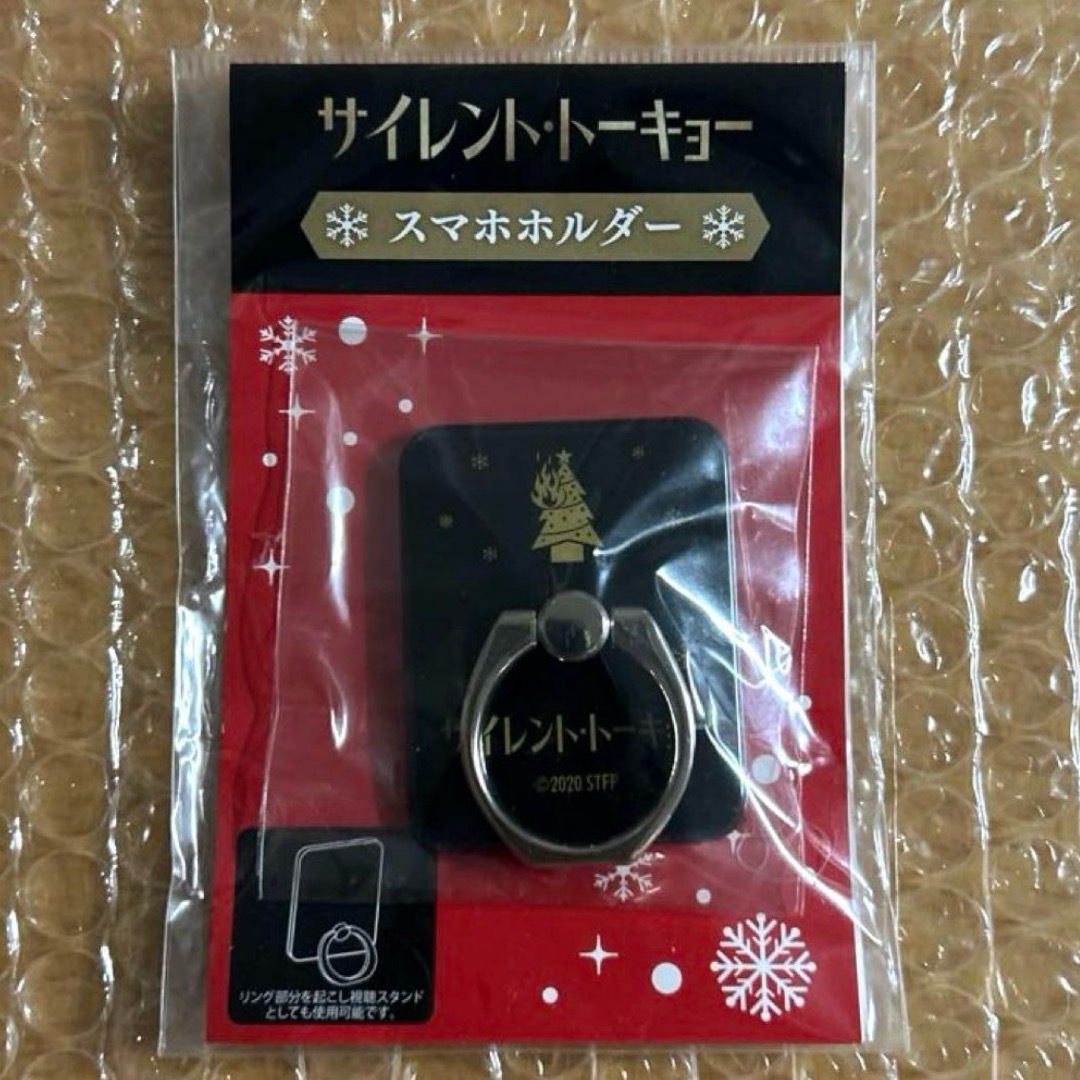 サイレント・トーキョー
スマホホルダー
サイレント・トーキョ
©2020 STFP
リング部分を起こし視聴スタンド
としても使用可能です。